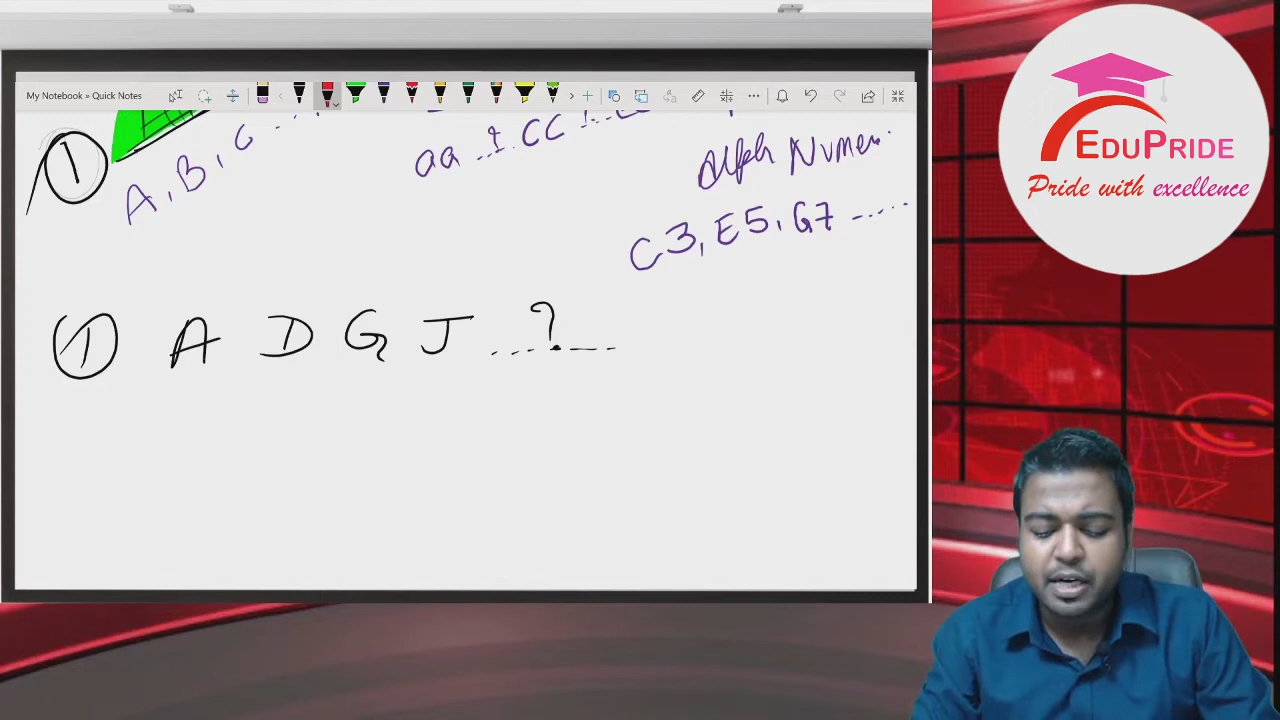 My Notebook » Quick Notes
1
A, B, C ...
aa ... CC ...
Alph Numer.
C3, E5, G7 .......
1 A D G J ...?...
EDUPRIDE
Pride with excellence